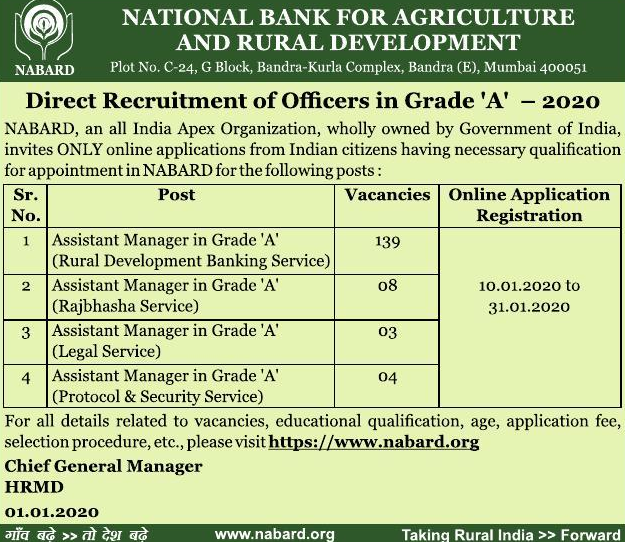 NATIONAL BANK FOR AGRICULTURE
AND RURAL DEVELOPMENT
NABARD
Plot No. C-24, G Block, Bandra-Kurla Complex, Bandra (E), Mumbai 400051
Direct Recruitment of Officers in Grade 'A' – 2020
NABARD, an all India Apex Organization, wholly owned by Government of India,
invites ONLY online applications from Indian citizens having necessary qualification
for appointment in NABARD for the following posts :
Sr. No. Post Vacancies Online Application Registration
1 Assistant Manager in Grade 'A' 139
(Rural Development Banking Service)
2 Assistant Manager in Grade 'A' 08 10.01.2020 to
(Rajbhasha Service) 31.01.2020
3 Assistant Manager in Grade 'A' 03
(Legal Service)
4 Assistant Manager in Grade 'A' 04
(Protocol & Security Service)
For all details related to vacancies, educational qualification, age, application fee,
selection procedure, etc., please visit https://www.nabard.org
Chief General Manager
HRMD
01.01.2020
गाँव बढ़े >> तो देश बढ़े www.nabard.org Taking Rural India >> Forward